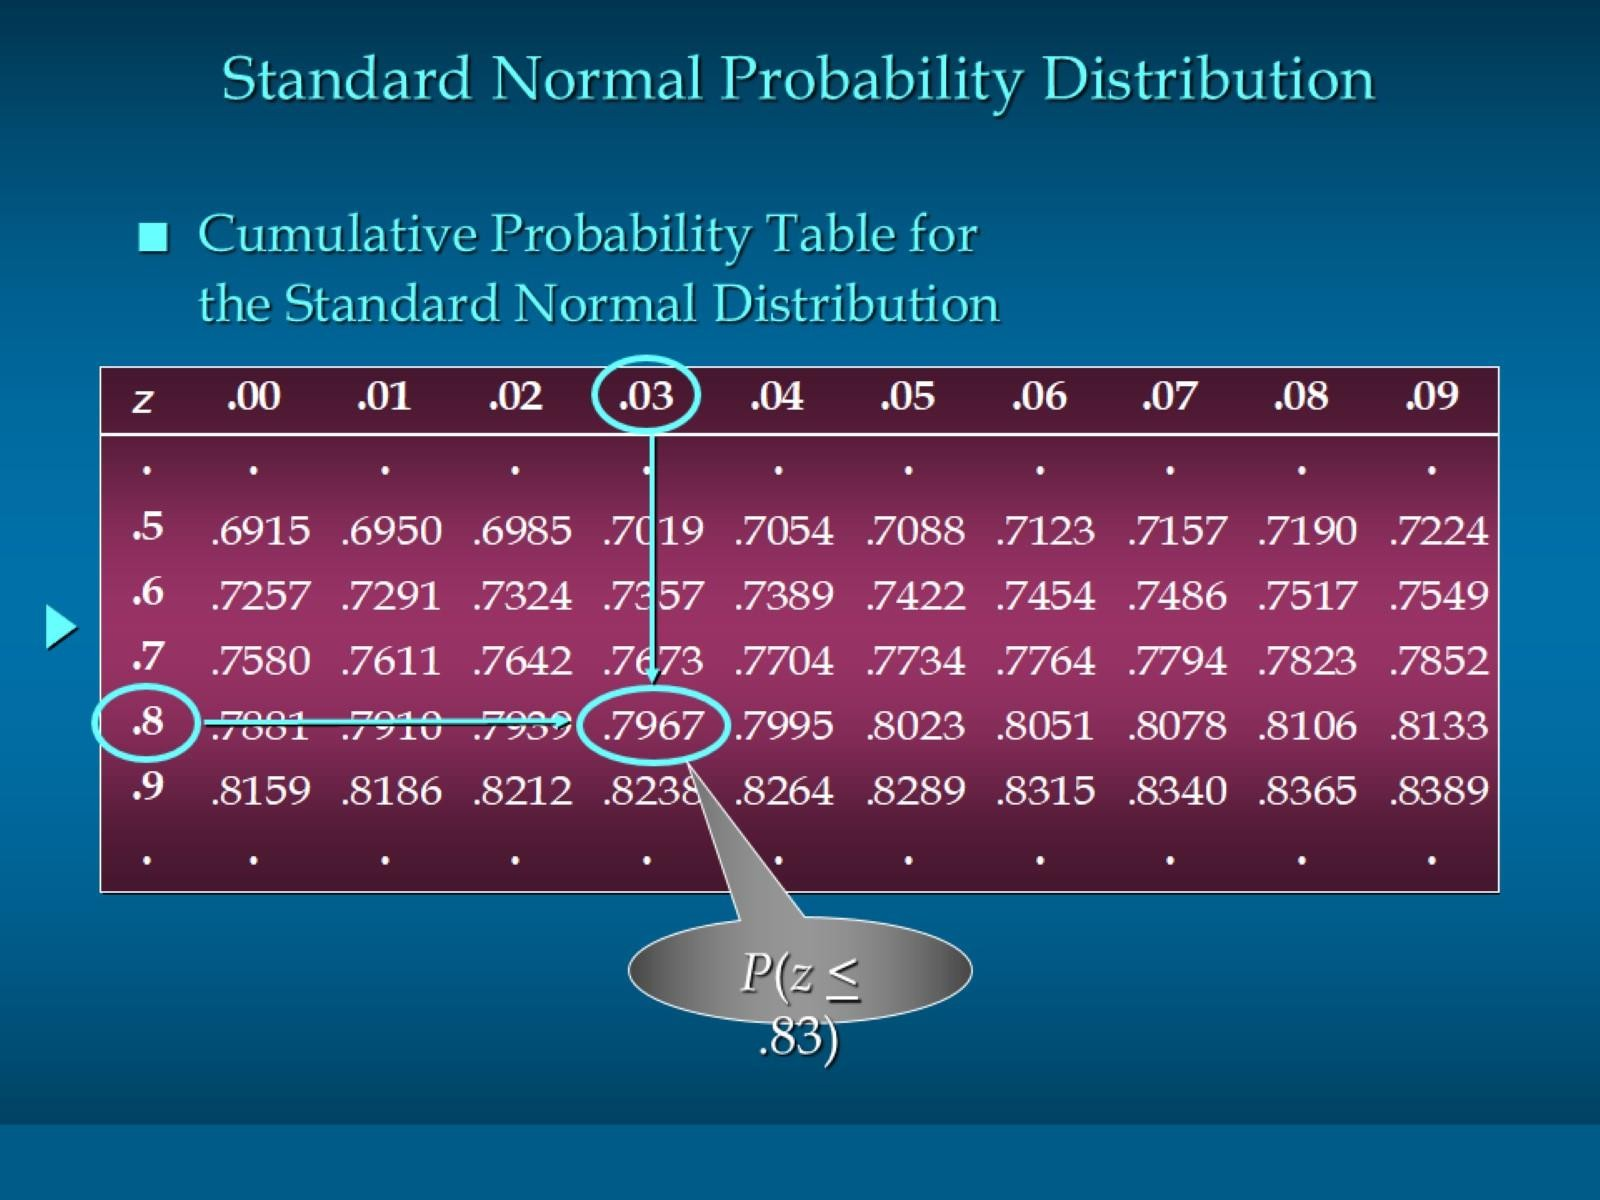 Standard Normal Probability Distribution
■ Cumulative Probability Table for
the Standard Normal Distribution
z .00 .01 .02 .03 .04 .05 .06 .07 .08 .09
. . . . . . . . . . .
.5 .6915 .6950 .6985 .7019 .7054 .7088 .7123 .7157 .7190 .7224
.6 .7257 .7291 .7324 .7357 .7389 .7422 .7454 .7486 .7517 .7549
.7 .7580 .7611 .7642 .7673 .7704 .7734 .7764 .7794 .7823 .7852
.8 .7881 .7910 .7939 .7967 .7995 .8023 .8051 .8078 .8106 .8133
.9 .8159 .8186 .8212 .8238 .8264 .8289 .8315 .8340 .8365 .8389
. . . . . . . . . . .
P(z ≤
.83)